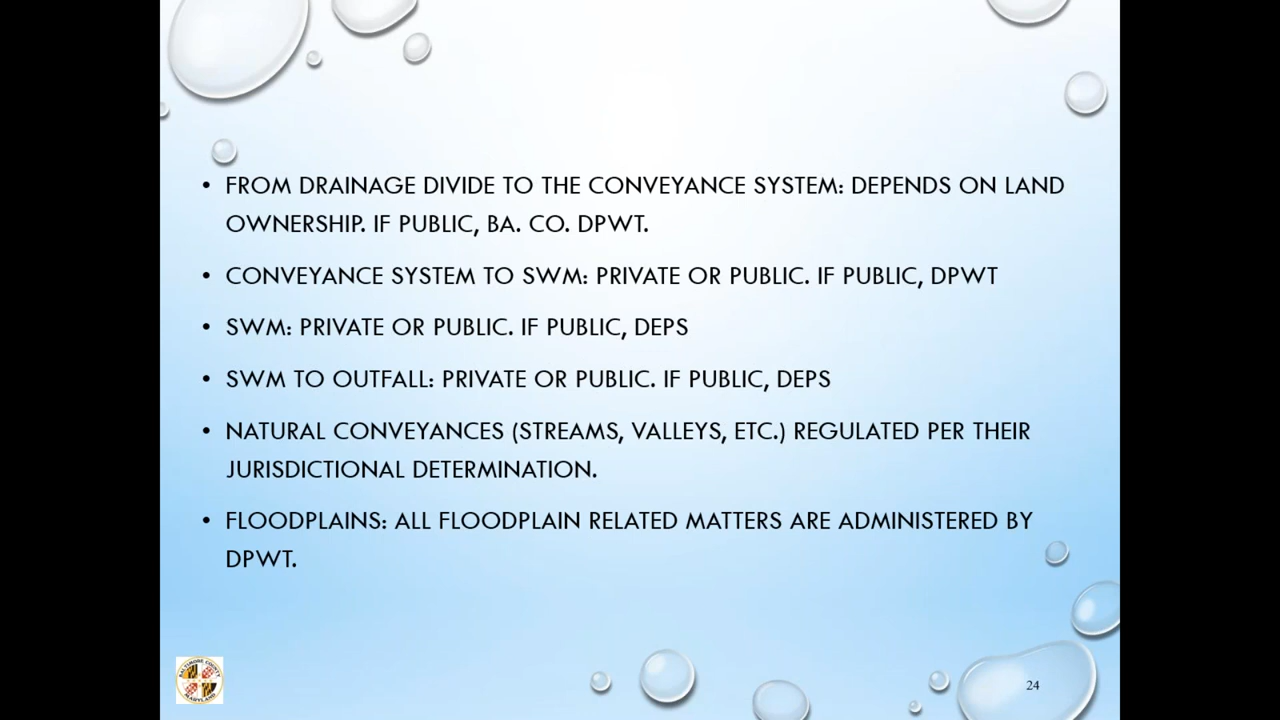 • FROM DRAINAGE DIVIDE TO THE CONVEYANCE SYSTEM: DEPENDS ON LAND
OWNERSHIP. IF PUBLIC, BA. CO. DPWT.
• CONVEYANCE SYSTEM TO SWM: PRIVATE OR PUBLIC. IF PUBLIC, DPWT
• SWM: PRIVATE OR PUBLIC. IF PUBLIC, DEPS
• SWM TO OUTFALL: PRIVATE OR PUBLIC. IF PUBLIC, DEPS
• NATURAL CONVEYANCES (STREAMS, VALLEYS, ETC.) REGULATED PER THEIR
JURISDICTIONAL DETERMINATION.
• FLOODPLAINS: ALL FLOODPLAIN RELATED MATTERS ARE ADMINISTERED BY
DPWT.
BALTIMORE COUNTY
MARYLAND
24